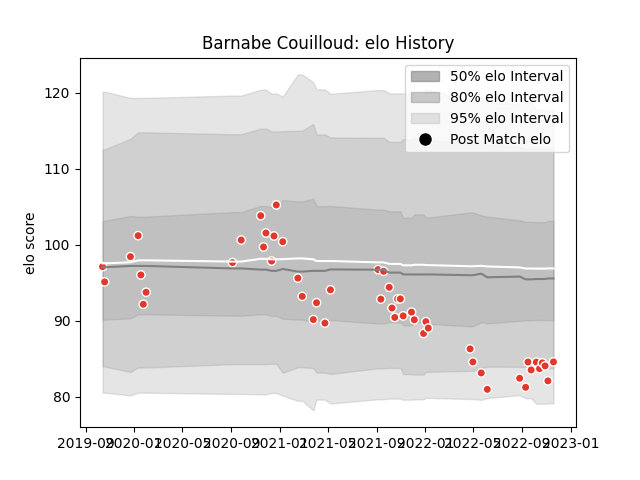 Barnabe Couilloud: elo History
50% elo Interval
80% elo Interval
95% elo Interval
Post Match elo
elo score
120
110
100
90
80
2019-09 2020-01 2020-05 2020-09 2021-01 2021-05 2021-09 2022-01 2022-05 2022-09 2023-01